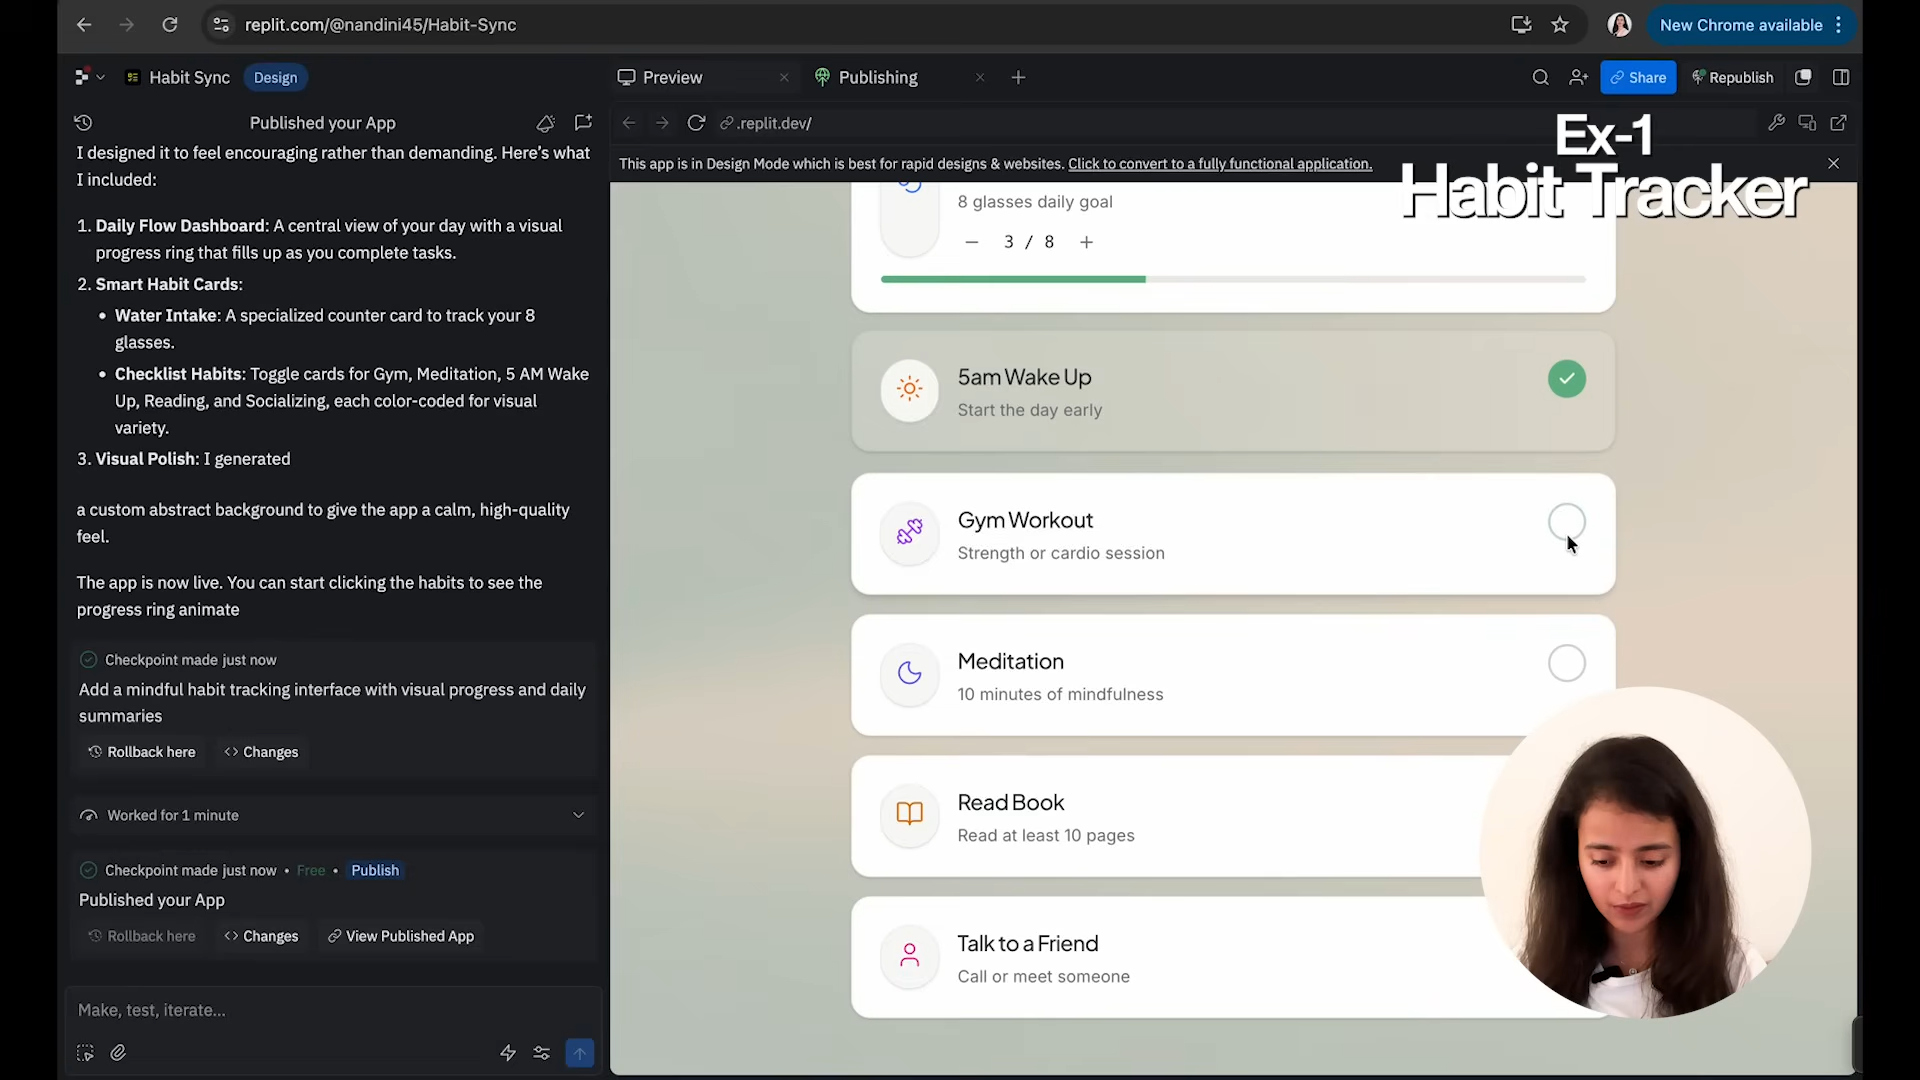 replit.com/@nandini45/Habit-Sync
New Chrome available
Habit Sync
Design
Preview
Publishing
Share
Republish
Published your App
.replit.dev/
Ex-1
Habit Tracker
This app is in Design Mode which is best for rapid designs & websites. Click to convert to a fully functional application.
I designed it to feel encouraging rather than demanding. Here's what
I included:
1. Daily Flow Dashboard: A central view of your day with a visual
progress ring that fills up as you complete tasks.
2. Smart Habit Cards:
• Water Intake: A specialized counter card to track your 8
glasses.
• Checklist Habits: Toggle cards for Gym, Meditation, 5 AM Wake
Up, Reading, and Socializing, each color-coded for visual
variety.
3. Visual Polish: I generated
a custom abstract background to give the app a calm, high-quality
feel.
The app is now live. You can start clicking the habits to see the
progress ring animate
Checkpoint made just now
Add a mindful habit tracking interface with visual progress and daily
summaries
Rollback here
Changes
Worked for 1 minute
Checkpoint made just now • Free • Publish
Published your App
Rollback here
Changes
View Published App
Make, test, iterate...
8 glasses daily goal
− 3 / 8 +
5am Wake Up
Start the day early
Gym Workout
Strength or cardio session
Meditation
10 minutes of mindfulness
Read Book
Read at least 10 pages
Talk to a Friend
Call or meet someone